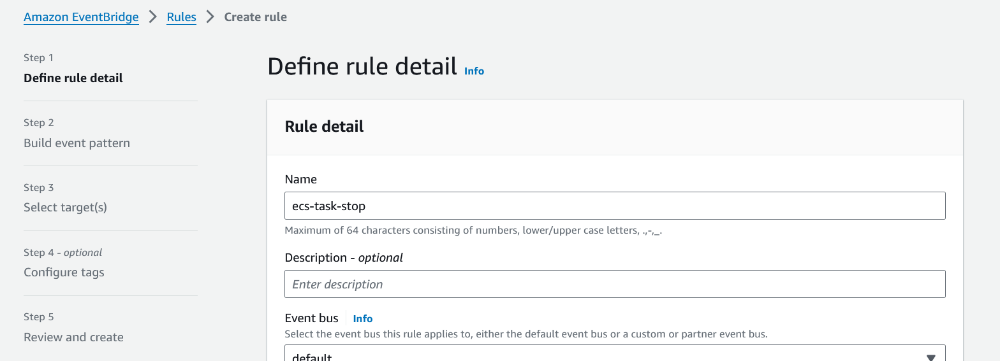 Amazon EventBridge > Rules > Create rule
Step 1
Define rule detail
Step 2
Build event pattern
Step 3
Select target(s)
Step 4 - optional
Configure tags
Step 5
Review and create
Define rule detail Info
Rule detail
Name
ecs-task-stop
Maximum of 64 characters consisting of numbers, lower/upper case letters, .,-,_.
Description - optional
Enter description
Event bus Info
Select the event bus this rule applies to, either the default event bus or a custom or partner event bus.
default